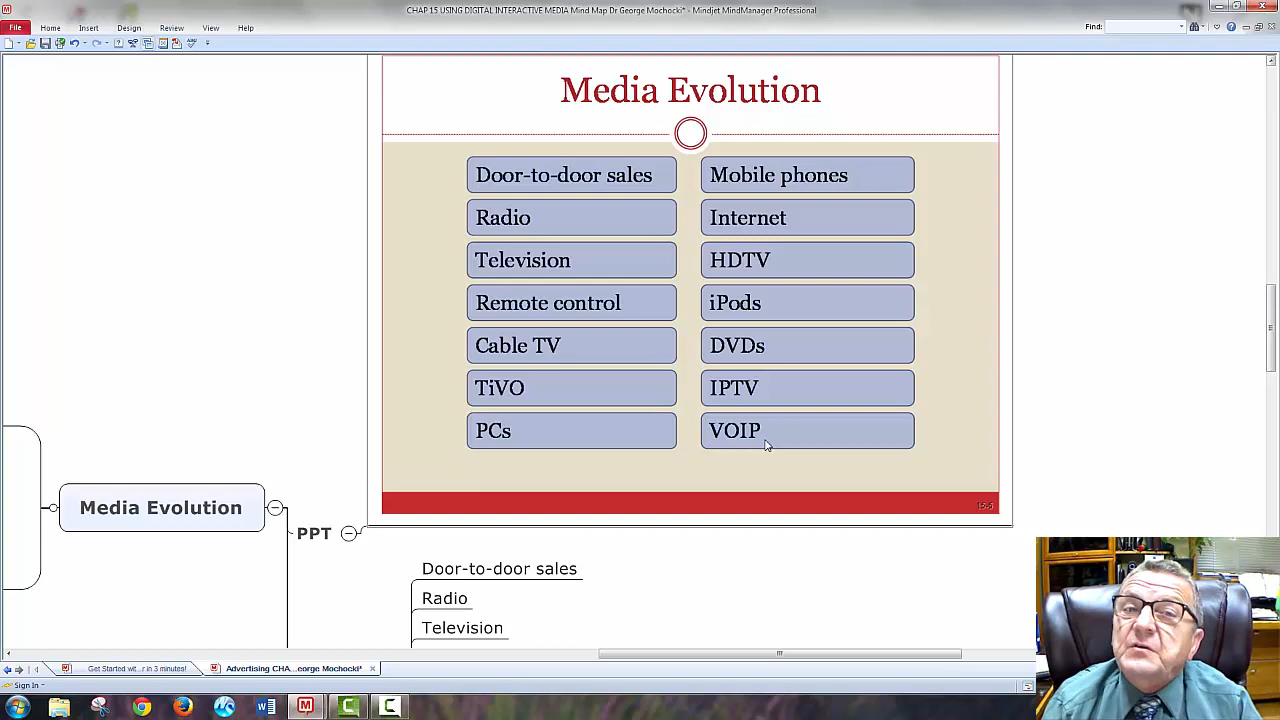 CHAP 15 USING DIGITAL INTERACTIVE MEDIA Mind Map Dr George Mochocki* - Mindjet MindManager Professional
File Home Insert Design Review View Help Find:
Media Evolution
Door-to-door sales
Radio
Television
Remote control
Cable TV
TiVO
PCs
Mobile phones
Internet
HDTV
iPods
DVDs
IPTV
VOIP
15-5
Media Evolution
PPT
Door-to-door sales
Radio
Television
Get Started wit...r in 3 minutes! Advertising CHA...eorge Mochocki*
Sign In